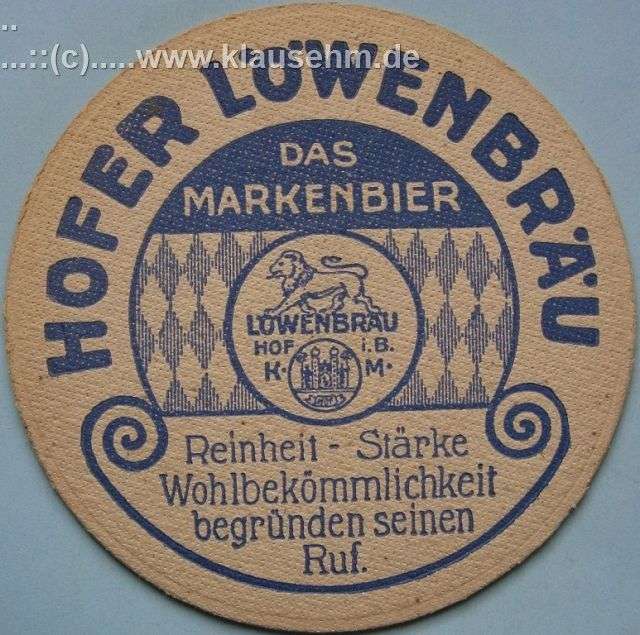 ...::(c).....www.klausehm.de
HOFER LÖWENBRÄU
DAS
MARKENBIER
LÖWENBRÄU
HOF i.B.
K· M·
Reinheit - Stärke
Wohlbekömmlichkeit
begründen seinen
Ruf.